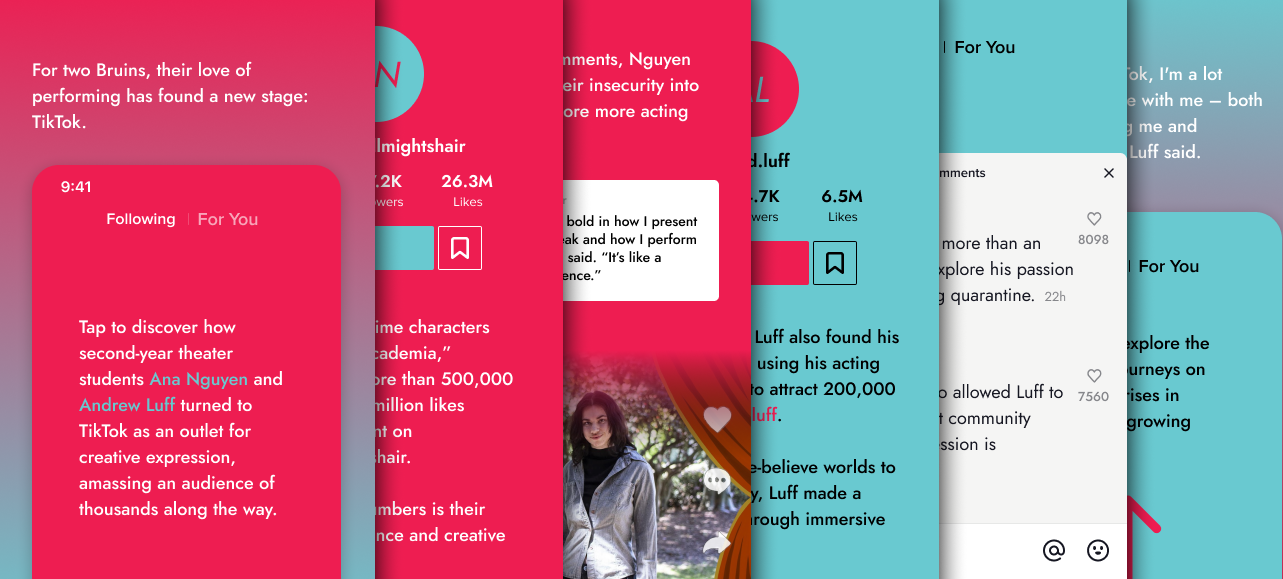 For two Bruins, their love of
performing has found a new stage:
TikTok.
9:41
Following
For You
Tap to discover how
second-year theater
students Ana Nguyen and
Andrew Luff turned to
TikTok as an outlet for
creative expression,
amassing an audience of
thousands along the way.
N
lmightshair
.2K 26.3M
wers Likes
ime characters
cademia,”
ore than 500,000
million likes
nt on
shair.
umbers is their
nce and creative
mments, Nguyen
eir insecurity into
ore more acting
bold in how I present
eak and how I perform
said. “It’s like a
ence.”
AL
d.luff
.7K 6.5M
wers Likes
Luff also found his
using his acting
to attract 200,000
luff.
e-believe worlds to
y, Luff made a
hrough immersive
For You
mments
more than an
xplore his passion
g quarantine. 22h
8098
o allowed Luff to
t community
ession is
7560
@
Tok, I'm a lot
e with me – both
g me and
Luff said.
For You
explore the
ourneys on
rises in
growing